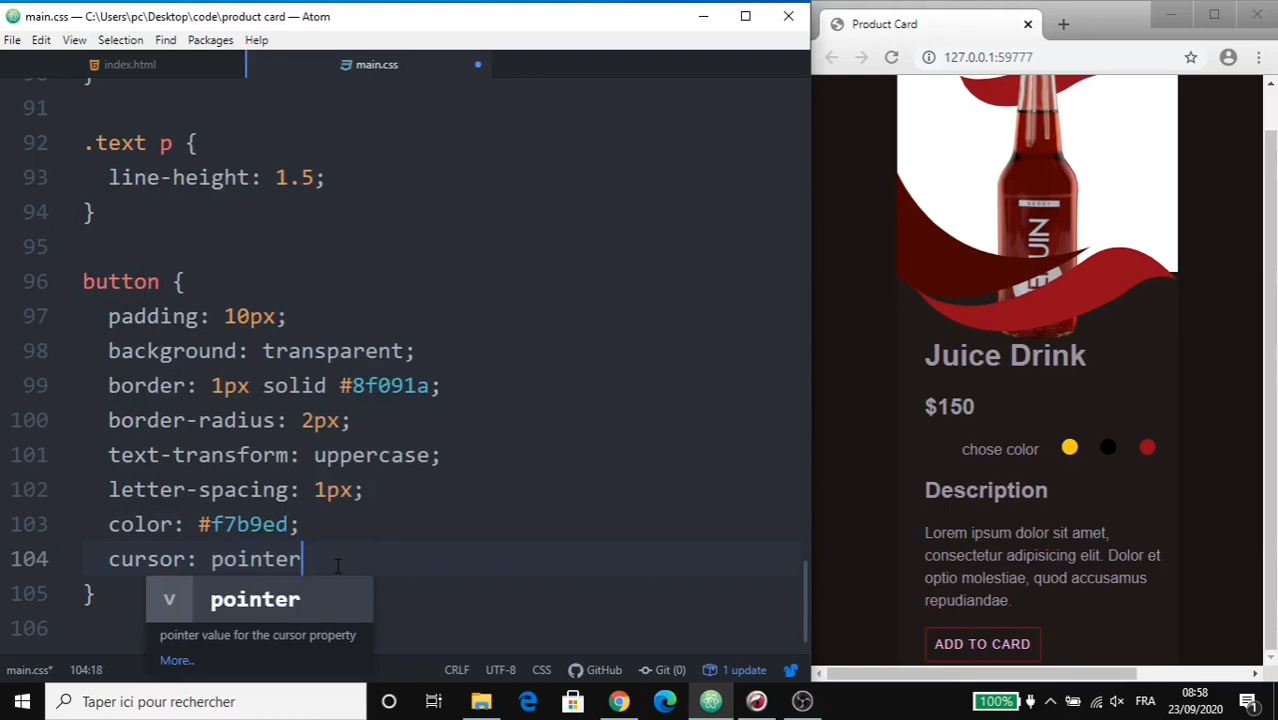 main.css — C:\Users\pc\Desktop\code\product card — Atom
File Edit View Selection Find Packages Help
index.html
main.css
91
92 .text p {
93 line-height: 1.5;
94 }
95
96 button {
97 padding: 10px;
98 background: transparent;
99 border: 1px solid #8f091a;
100 border-radius: 2px;
101 text-transform: uppercase;
102 letter-spacing: 1px;
103 color: #f7b9ed;
104 cursor: pointer
105 }
106
v pointer
pointer value for the cursor property
More..
main.css* 104:18 CRLF UTF-8 CSS GitHub Git (0) 1 update
Product Card
127.0.0.1:59777
Juice Drink
$150
chose color
Description
Lorem ipsum dolor sit amet,
consectetur adipisicing elit. Dolor et
optio molestiae, quod accusamus
repudiandae.
ADD TO CARD
Taper ici pour rechercher
100%
FRA
08:58
23/09/2020
1